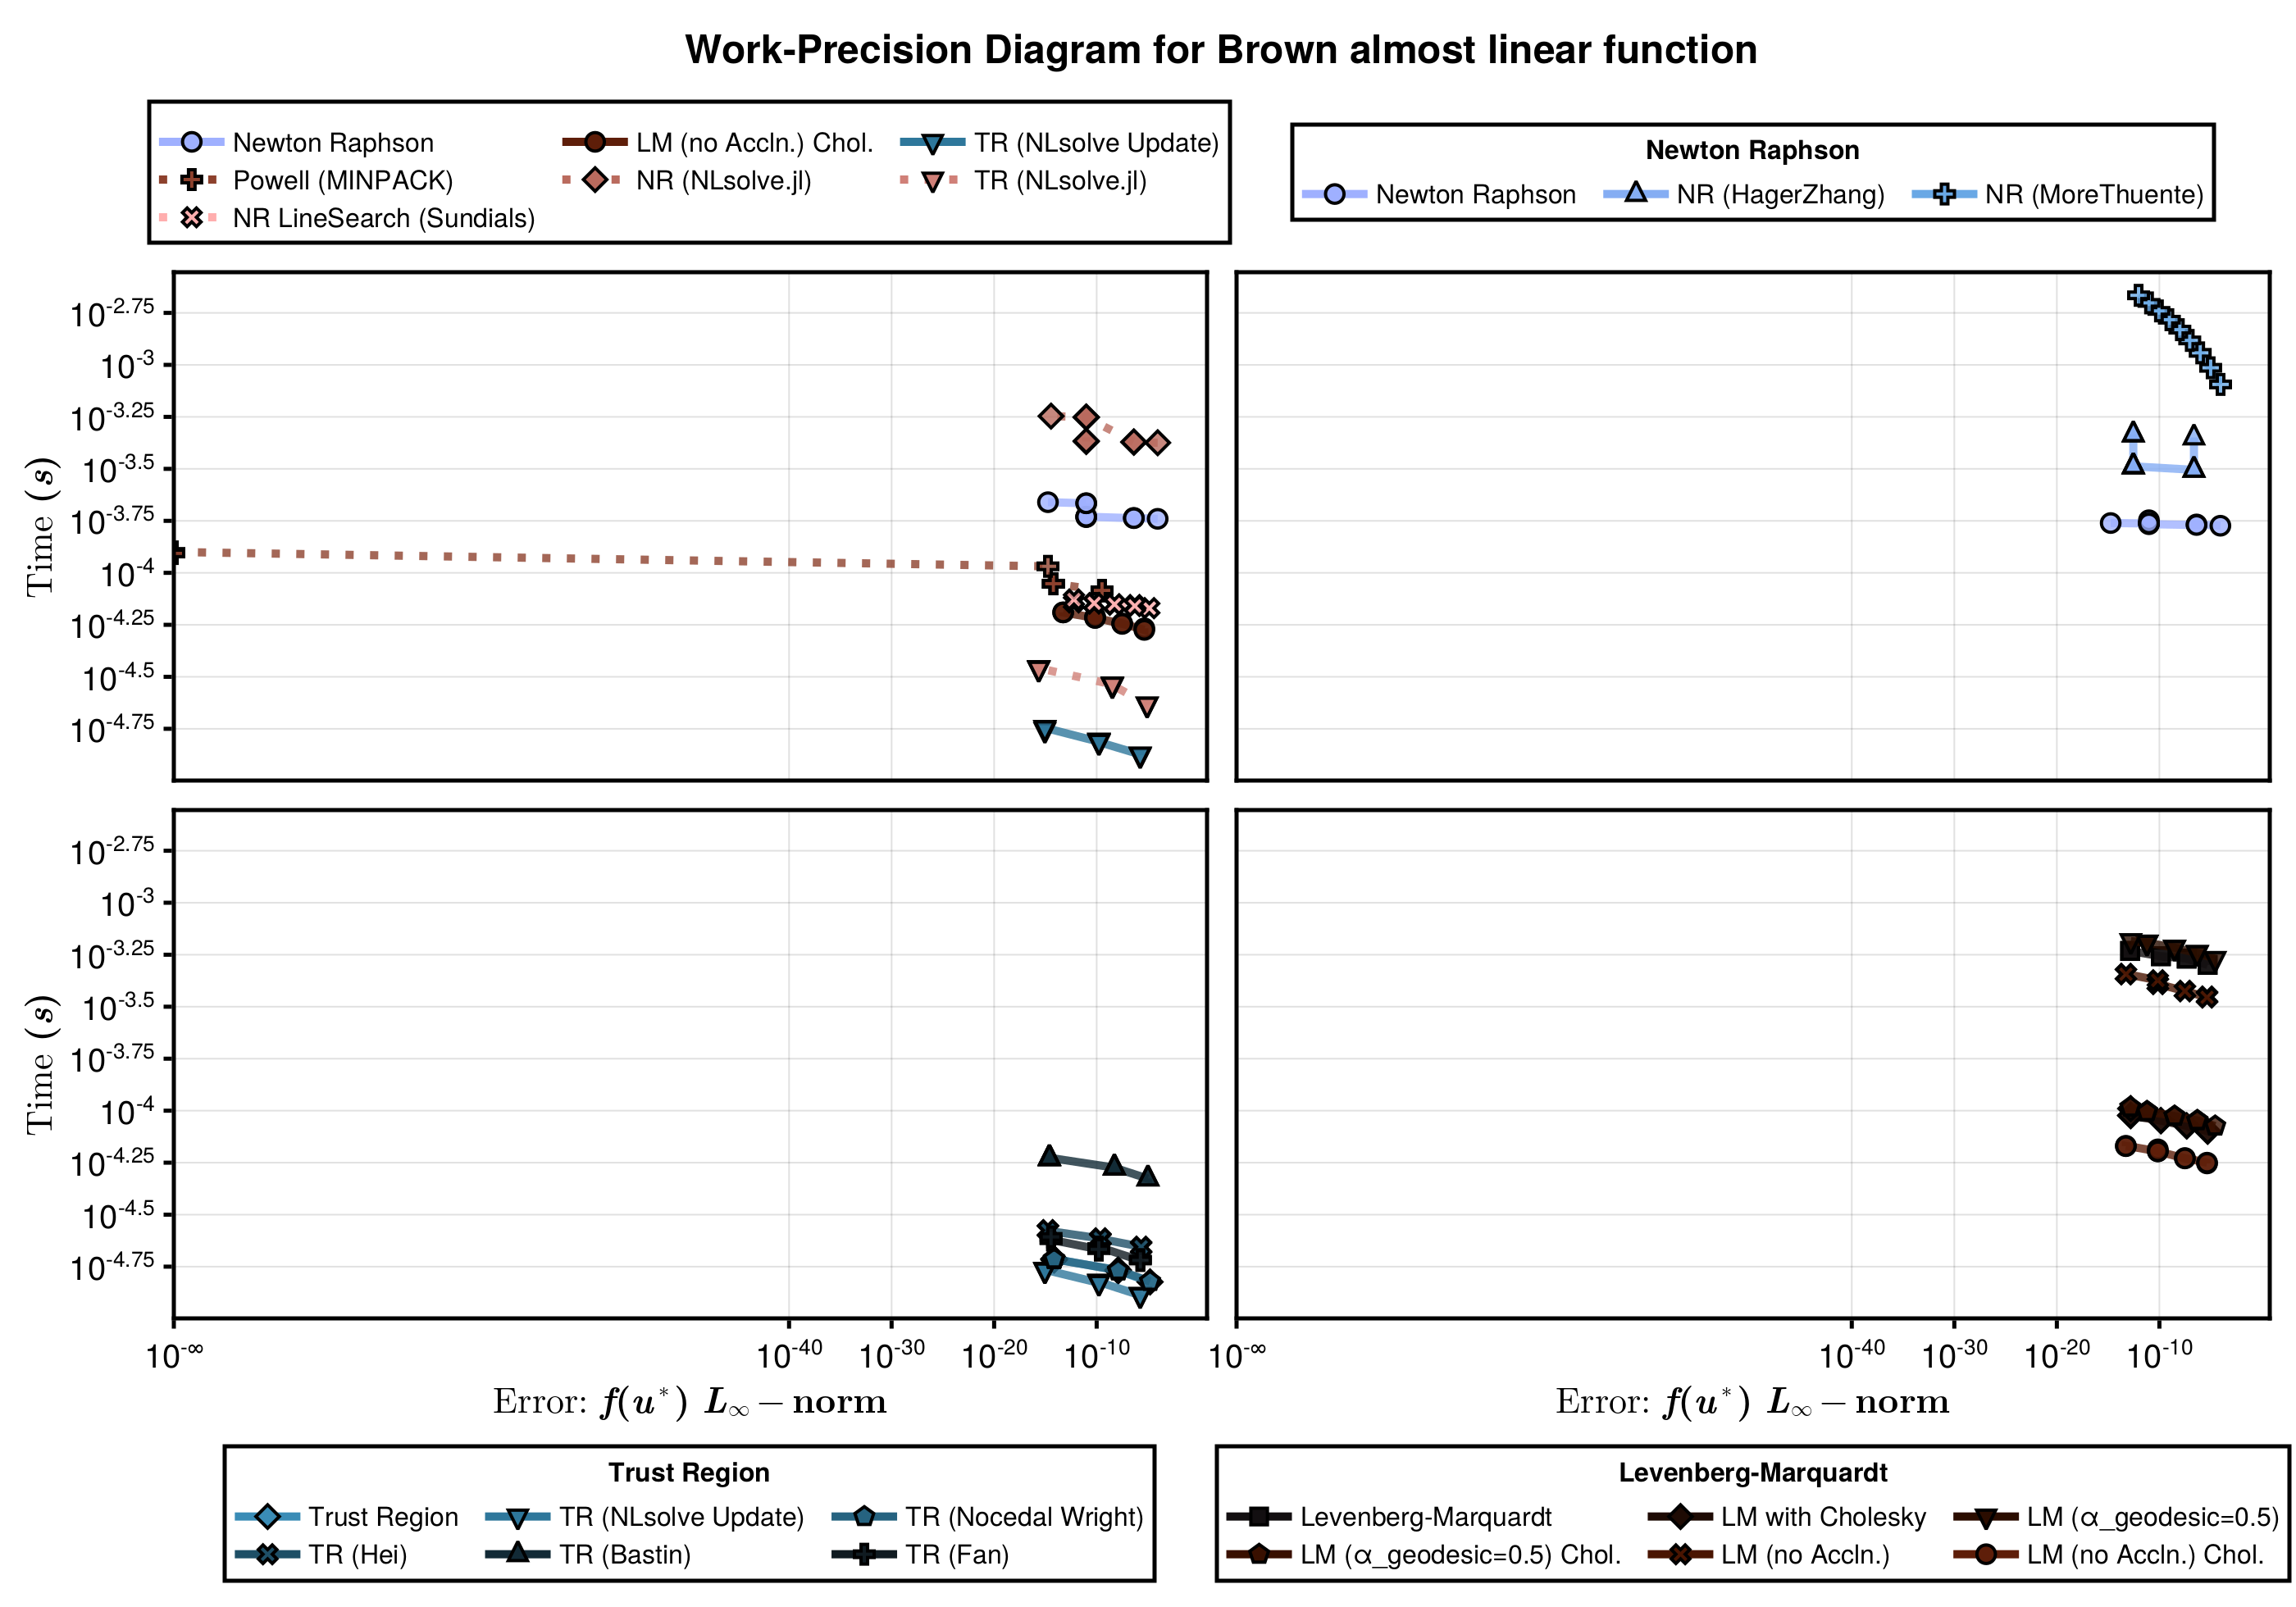 Work-Precision Diagram for Brown almost linear function
Newton Raphson LM (no Accln.) Chol. TR (NLsolve Update)
Powell (MINPACK) NR (NLsolve.jl) TR (NLsolve.jl)
NR LineSearch (Sundials)
Newton Raphson
Newton Raphson NR (HagerZhang) NR (MoreThuente)
10^-2.75
10^-3
10^-3.25
10^-3.5
10^-3.75
10^-4
10^-4.25
10^-4.5
10^-4.75
Time (s)
10^-2.75
10^-3
10^-3.25
10^-3.5
10^-3.75
10^-4
10^-4.25
10^-4.5
10^-4.75
Time (s)
10^-∞ 10^-40 10^-30 10^-20 10^-10
10^-∞ 10^-40 10^-30 10^-20 10^-10
Error: f(u*) L∞ − norm
Error: f(u*) L∞ − norm
Trust Region
Trust Region TR (NLsolve Update) TR (Nocedal Wright)
TR (Hei) TR (Bastin) TR (Fan)
Levenberg-Marquardt
Levenberg-Marquardt LM with Cholesky LM (α_geodesic=0.5)
LM (α_geodesic=0.5) Chol. LM (no Accln.) LM (no Accln.) Chol.